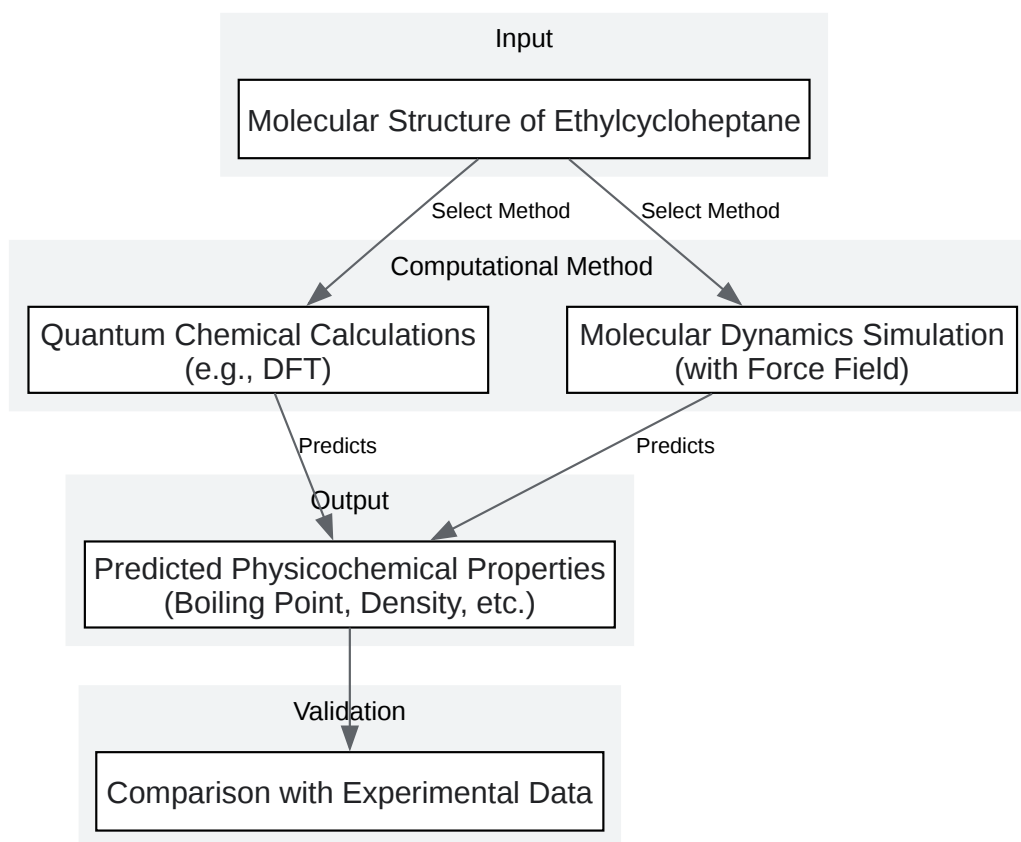 Input
Molecular Structure of Ethylcycloheptane
Select Method
Select Method
Computational Method
Quantum Chemical Calculations
(e.g., DFT)
Molecular Dynamics Simulation
(with Force Field)
Predicts
Predicts
Output
Predicted Physicochemical Properties
(Boiling Point, Density, etc.)
Validation
Comparison with Experimental Data